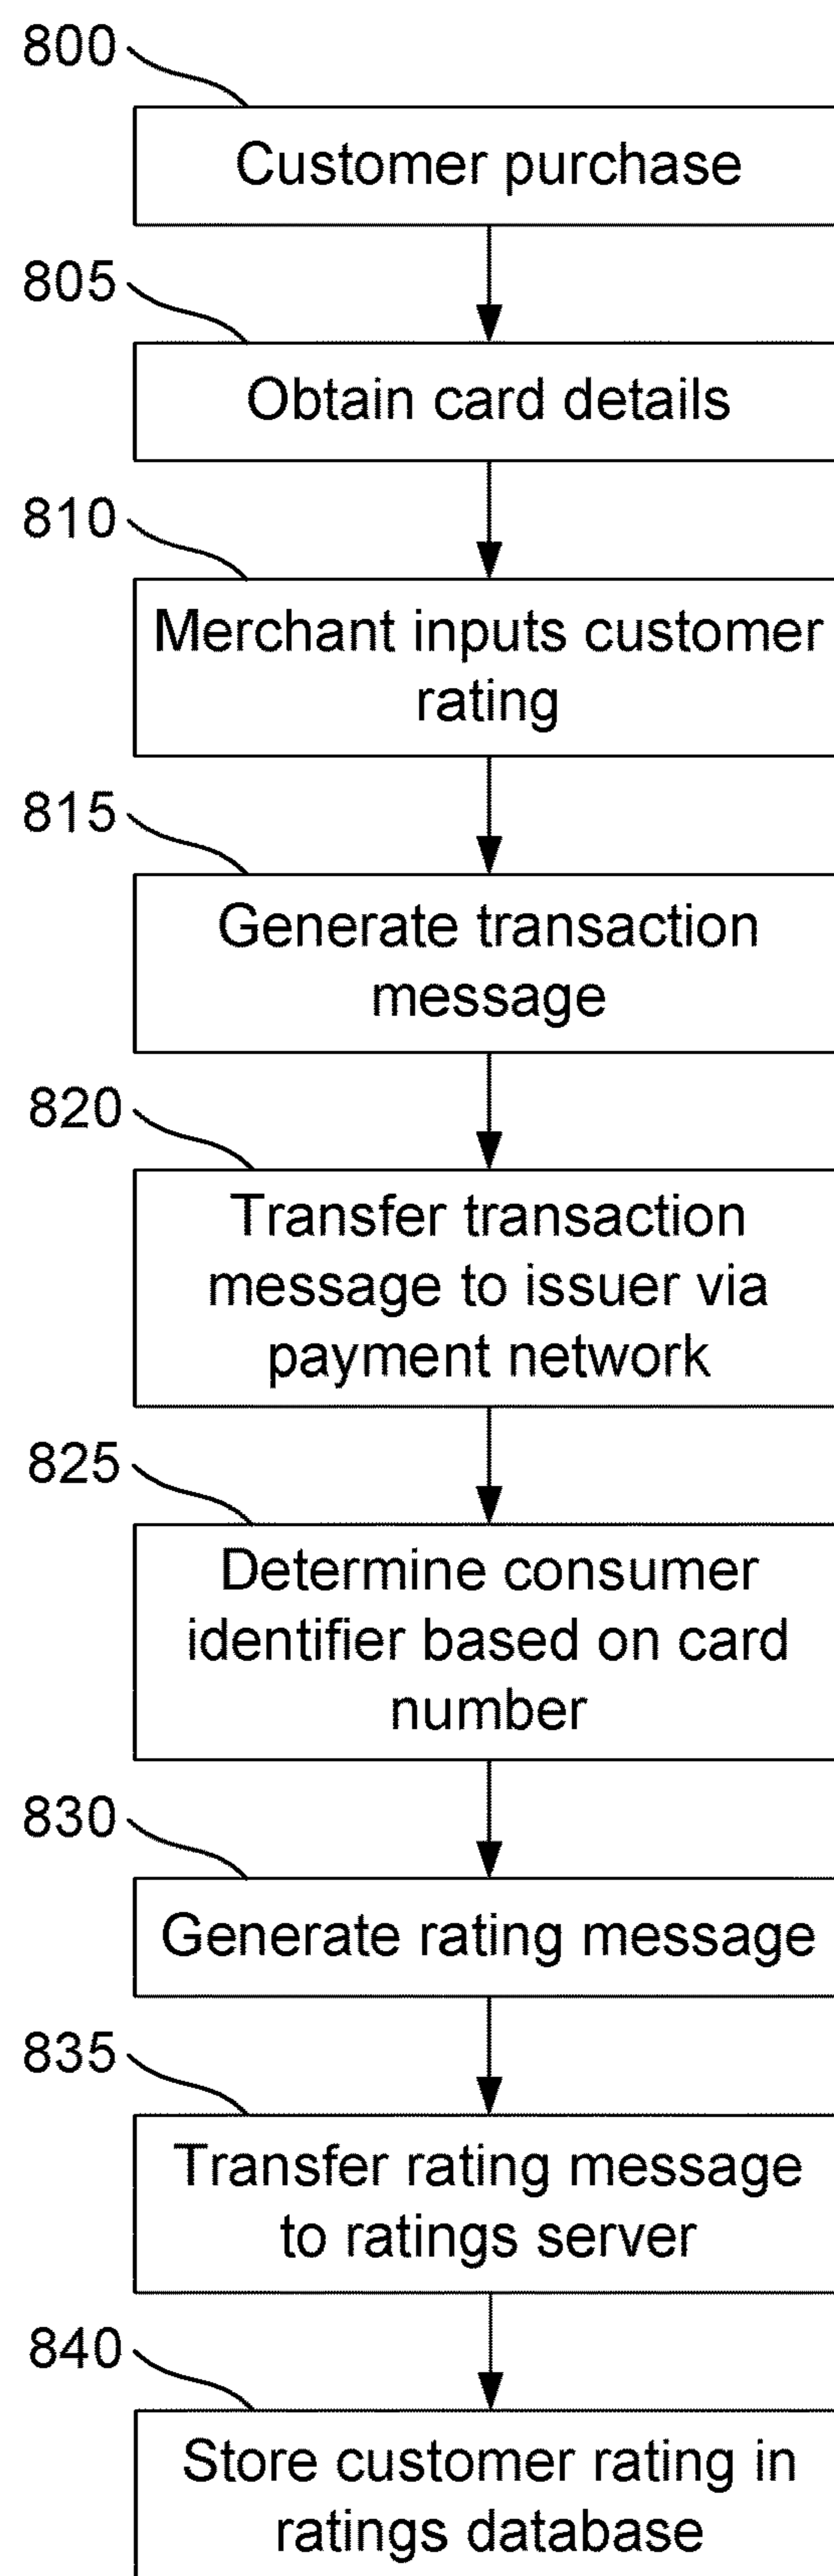 800
Customer purchase
805
Obtain card details
810
Merchant inputs customer
rating
815
Generate transaction
message
820
Transfer transaction
message to issuer via
payment network
825
Determine consumer
identifier based on card
number
830
Generate rating message
835
Transfer rating message
to ratings server
840
Store customer rating in
ratings database